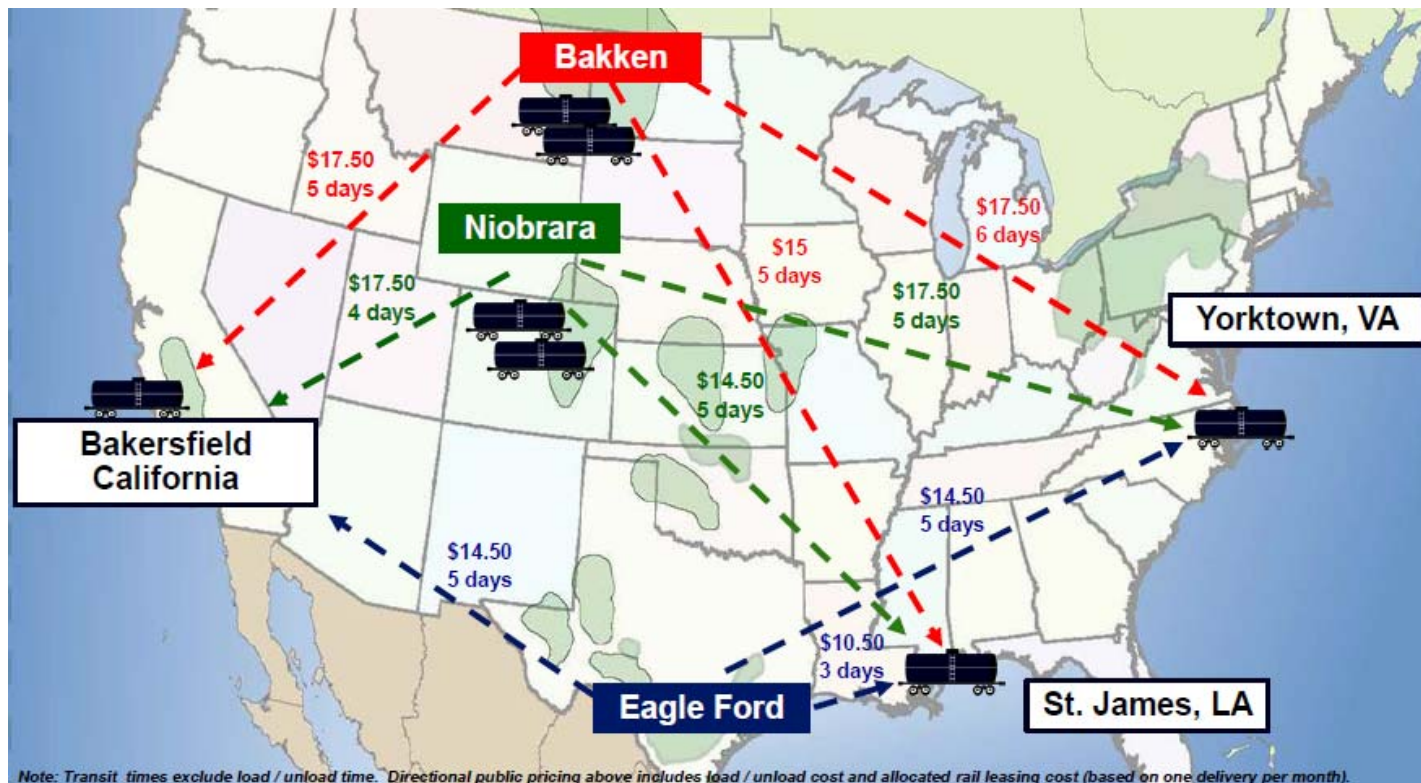 Bakken
$17.50
5 days
$17.50
6 days
Niobrara
$15
5 days
$17.50
4 days
$17.50
5 days
Yorktown, VA
$14.50
5 days
Bakersfield
California
$14.50
5 days
$14.50
5 days
$10.50
3 days
Eagle Ford
St. James, LA
Note: Transit times exclude load / unload time. Directional public pricing above includes load / unload cost and allocated rail leasing cost (based on one delivery per month).